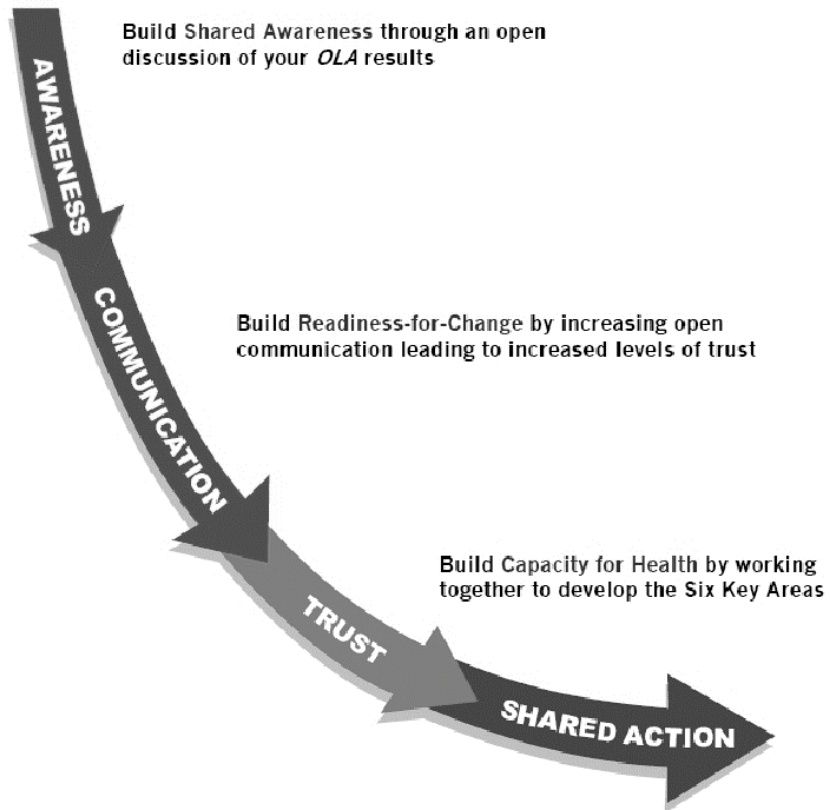 Build Shared Awareness through an open
discussion of your OLA results
AWARENESS
COMMUNICATION
Build Readiness-for-Change by increasing open
communication leading to increased levels of trust
TRUST
Build Capacity for Health by working
together to develop the Six Key Areas
SHARED ACTION